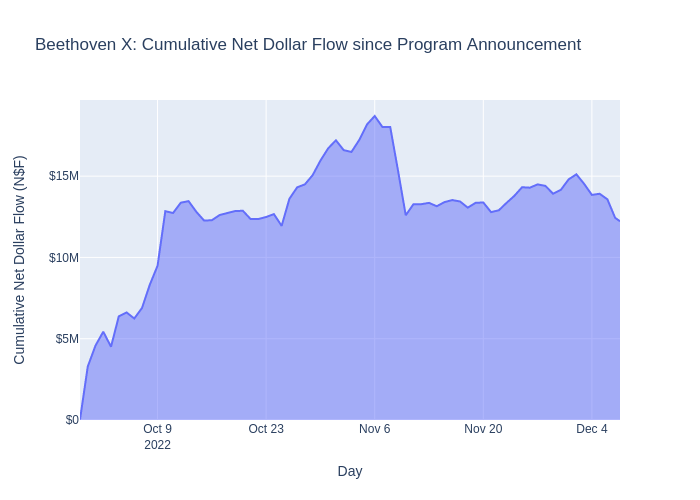 Beethoven X: Cumulative Net Dollar Flow since Program Announcement
Cumulative Net Dollar Flow (N$F)
$15M
$10M
$5M
$0
Oct 9
2022
Oct 23
Nov 6
Nov 20
Dec 4
Day